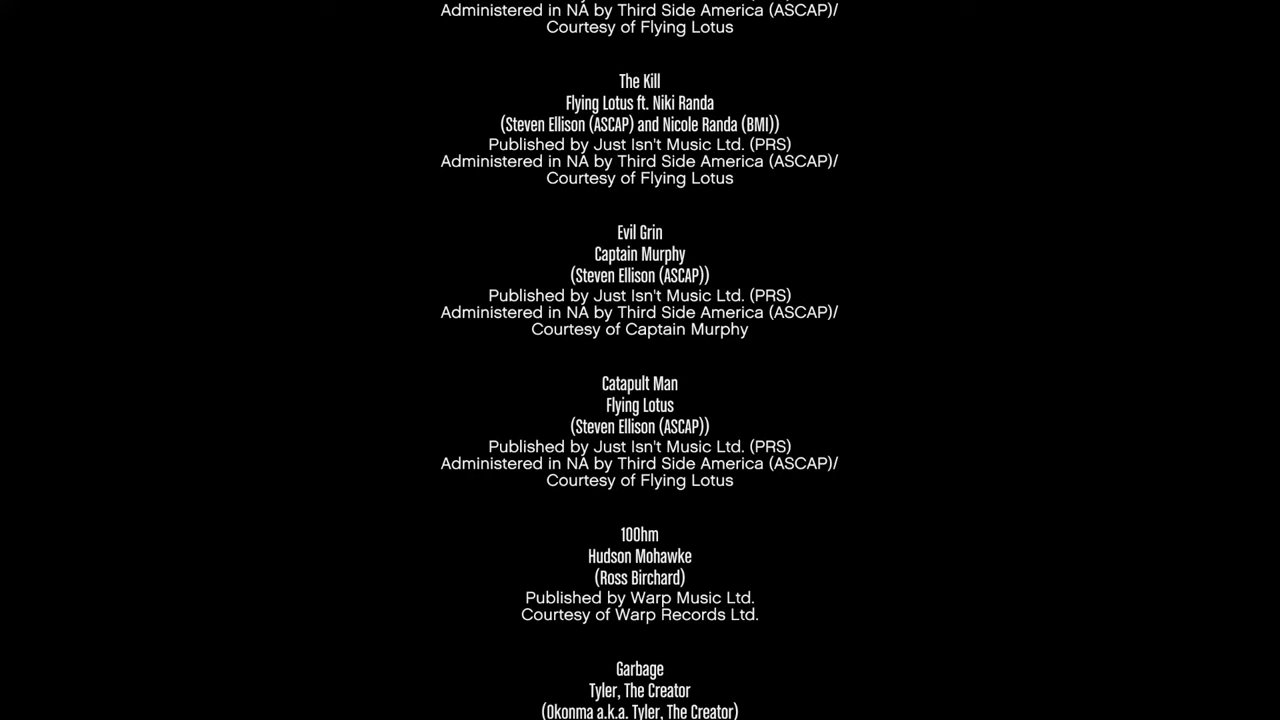 Administered in NA by Third Side America (ASCAP)/
Courtesy of Flying Lotus
The Kill
Flying Lotus ft. Niki Randa
(Steven Ellison (ASCAP) and Nicole Randa (BMI))
Published by Just Isn't Music Ltd. (PRS)
Administered in NA by Third Side America (ASCAP)/
Courtesy of Flying Lotus
Evil Grin
Captain Murphy
(Steven Ellison (ASCAP))
Published by Just Isn't Music Ltd. (PRS)
Administered in NA by Third Side America (ASCAP)/
Courtesy of Captain Murphy
Catapult Man
Flying Lotus
(Steven Ellison (ASCAP))
Published by Just Isn't Music Ltd. (PRS)
Administered in NA by Third Side America (ASCAP)/
Courtesy of Flying Lotus
100hm
Hudson Mohawke
(Ross Birchard)
Published by Warp Music Ltd.
Courtesy of Warp Records Ltd.
Garbage
Tyler, The Creator
(Okonma a.k.a. Tyler, The Creator)